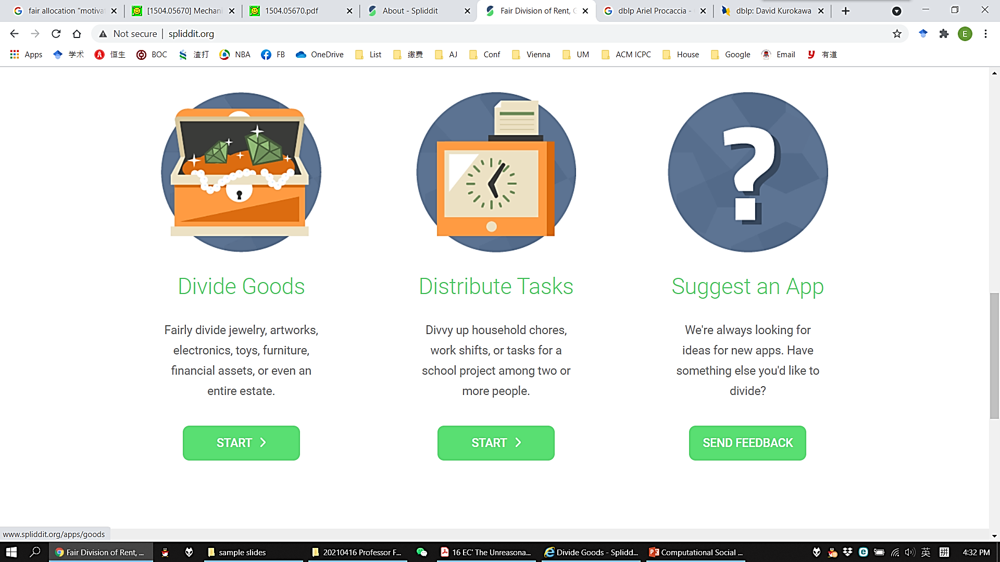 fair allocation “motiva
[1504.05670] Mechani
1504.05670.pdf
About - Spliddit
Fair Division of Rent, G
dblp Ariel Procaccia -
dblp: David Kurokawa
Not secure
spliddit.org
E
Apps
学术
恒生
BOC
渣打
NBA
FB
OneDrive
List
缴费
AJ
Conf
Vienna
UM
ACM ICPC
House
Google
Email
有道
Divide Goods
Fairly divide jewelry, artworks,
electronics, toys, furniture,
financial assets, or even an
entire estate.
START
Distribute Tasks
Divvy up household chores,
work shifts, or tasks for a
school project among two or
more people.
START
Suggest an App
We're always looking for
ideas for new apps. Have
something else you'd like to
divide?
SEND FEEDBACK
www.spliddit.org/apps/goods
Fair Division of Rent, ...
sample slides
20210416 Professor F...
16 EC' The Unreasona...
Divide Goods - Splidd...
Computational Social ...
英
拼
4:32 PM